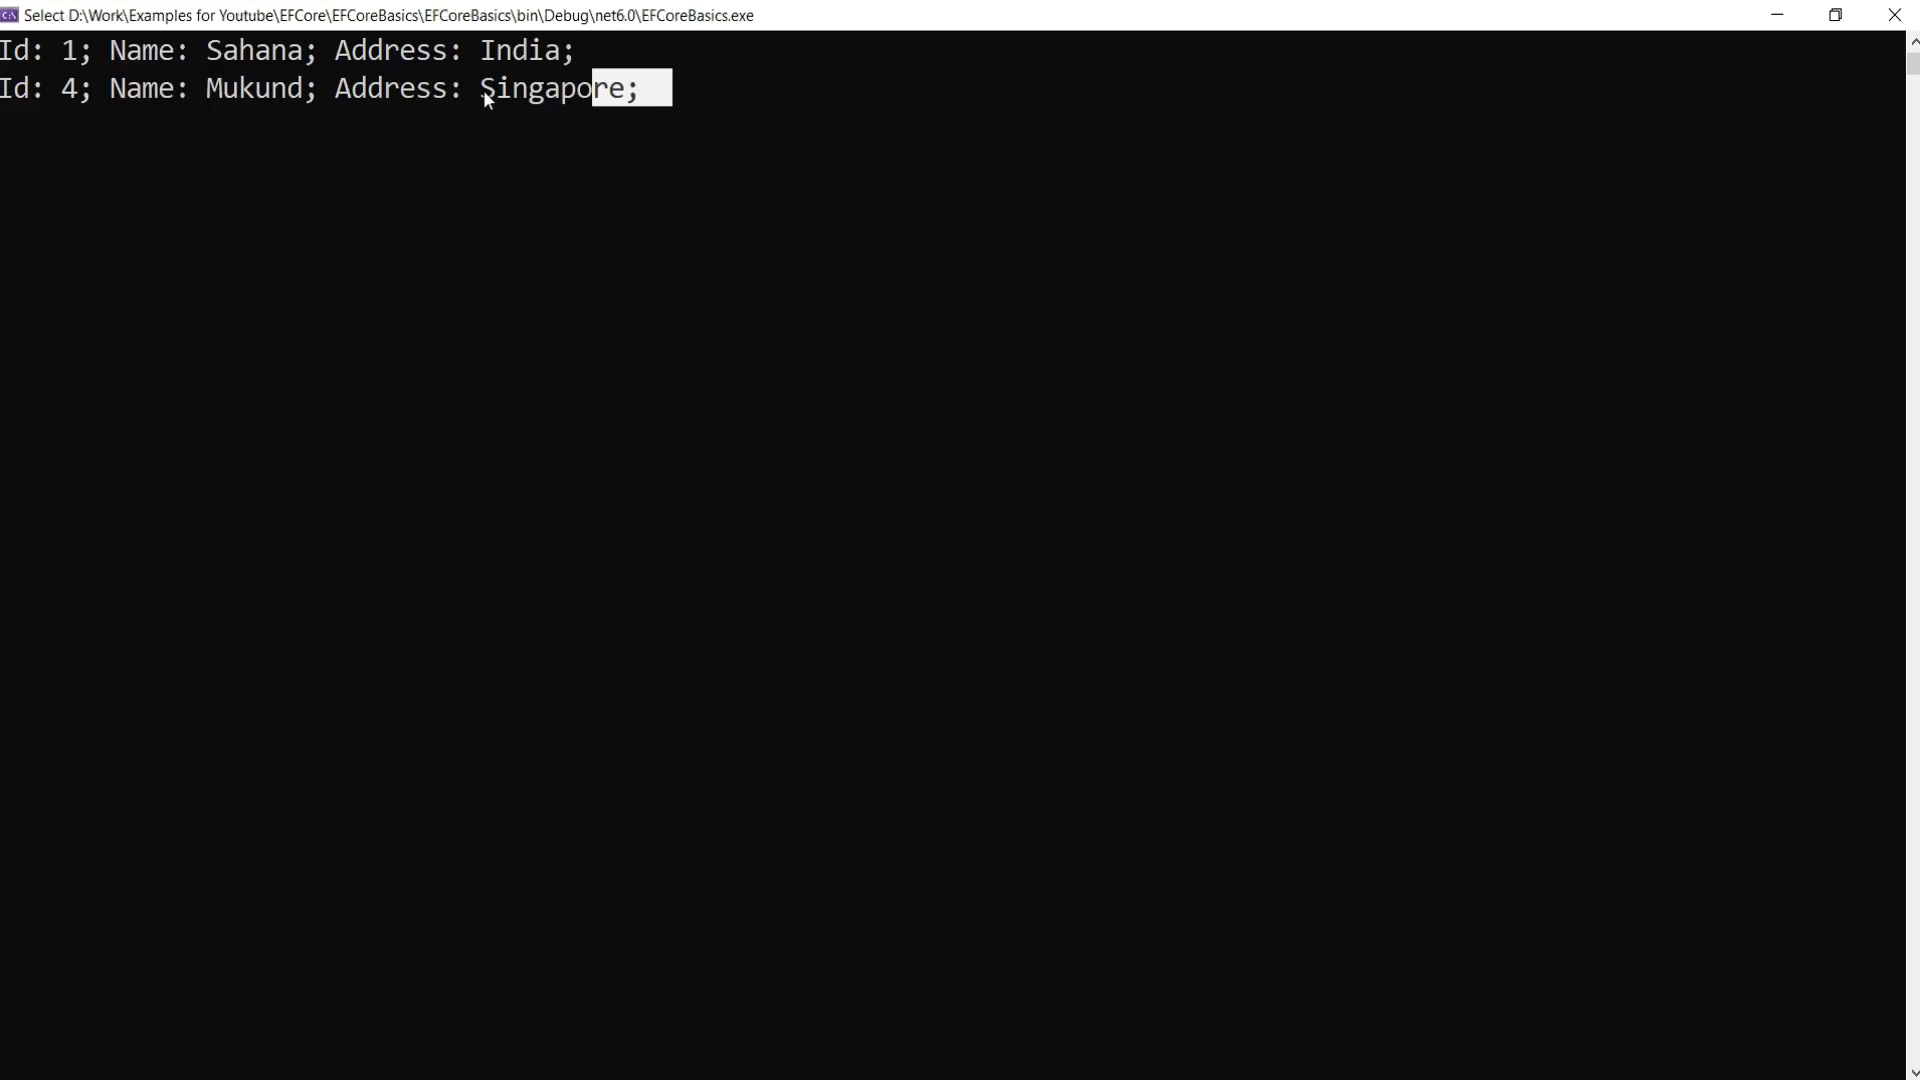 Select D:\Work\Examples for Youtube\EFCore\EFCoreBasics\EFCoreBasics\bin\Debug\net6.0\EFCoreBasics.exe
Id: 1; Name: Sahana; Address: India;
Id: 4; Name: Mukund; Address: Singapore;